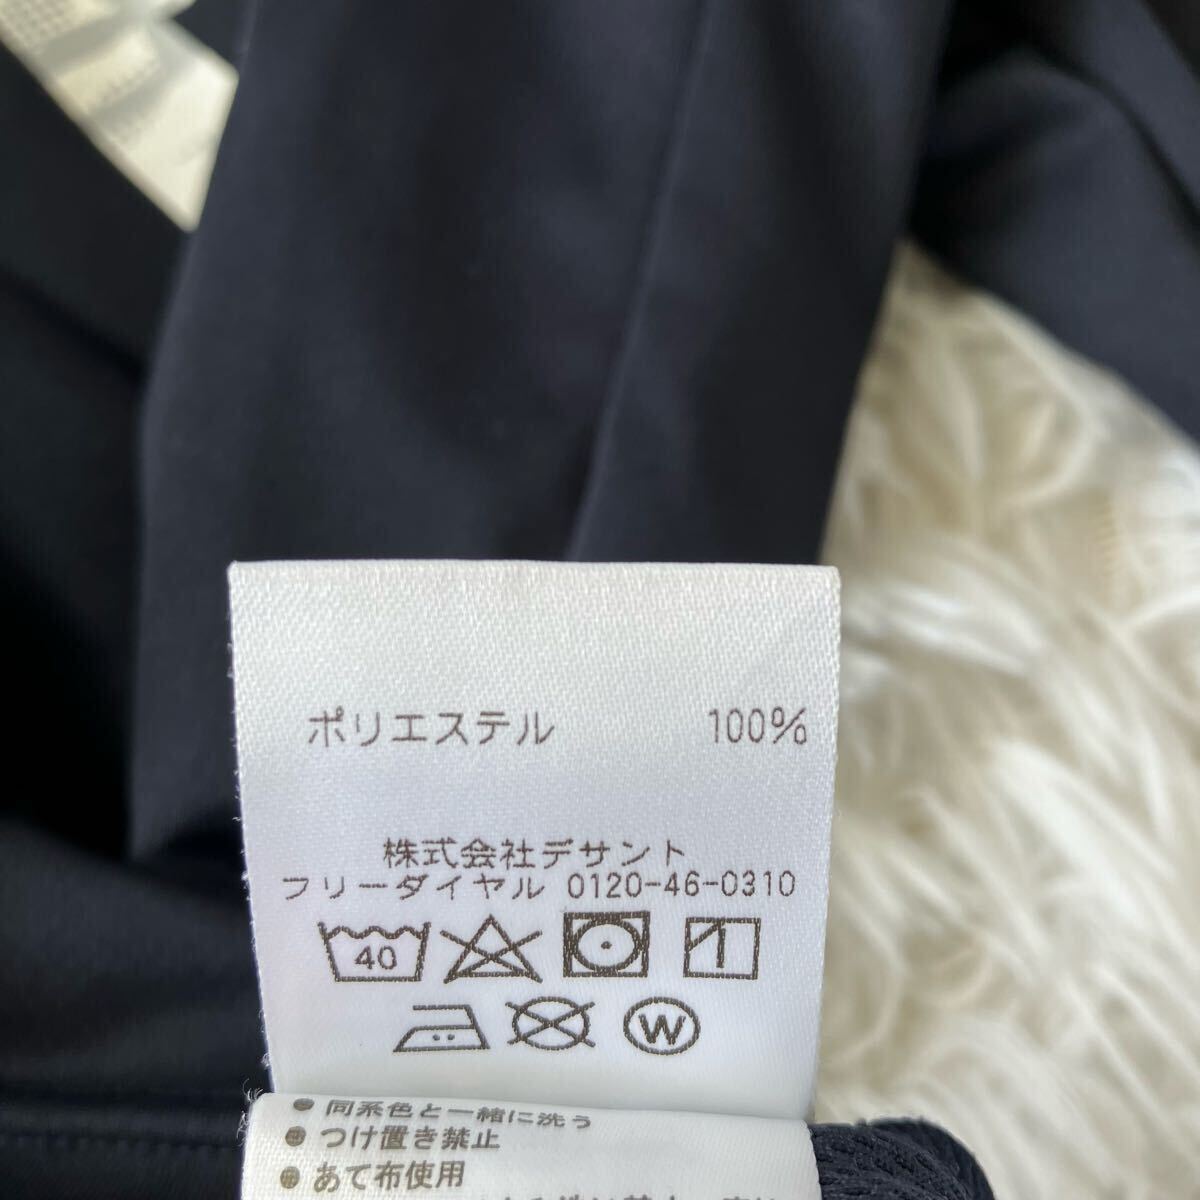 ポリエステル 100%
株式会社デサント
フリーダイヤル 0120-46-0310
40
W
● 同系色と一緒に洗う
● つけ置き禁止
● あて布使用